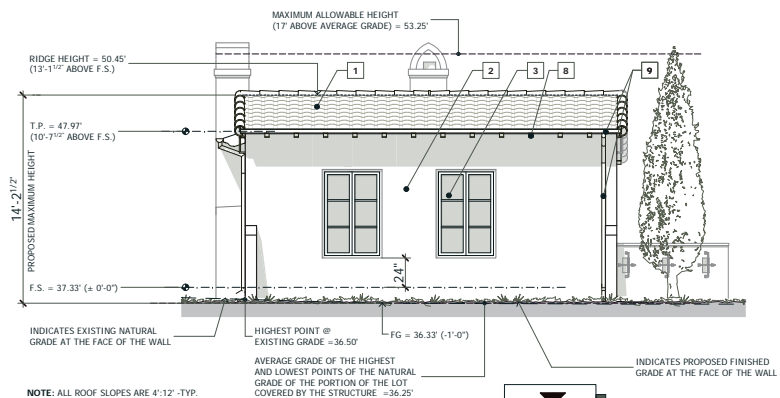 MAXIMUM ALLOWABLE HEIGHT
(17' ABOVE AVERAGE GRADE) = 53.25'
RIDGE HEIGHT = 50.45'
(13'-1 1/2" ABOVE F.S.)
1
2
3
8
9
T.P. = 47.97'
(10'-7 1/2" ABOVE F.S.)
14'-2 1/2"
PROPOSED MAXIMUM HEIGHT
24"
F.S. = 37.33' (± 0'-0")
INDICATES EXISTING NATURAL
GRADE AT THE FACE OF THE WALL
HIGHEST POINT @
EXISTING GRADE =36.50'
FG = 36.33' (-1'-0")
AVERAGE GRADE OF THE HIGHEST
AND LOWEST POINTS OF THE NATURAL
GRADE OF THE PORTION OF THE LOT
COVERED BY THE STRUCTURE =36.25'
INDICATES PROPOSED FINISHED
GRADE AT THE FACE OF THE WALL
NOTE: ALL ROOF SLOPES ARE 4':12' -TYP.